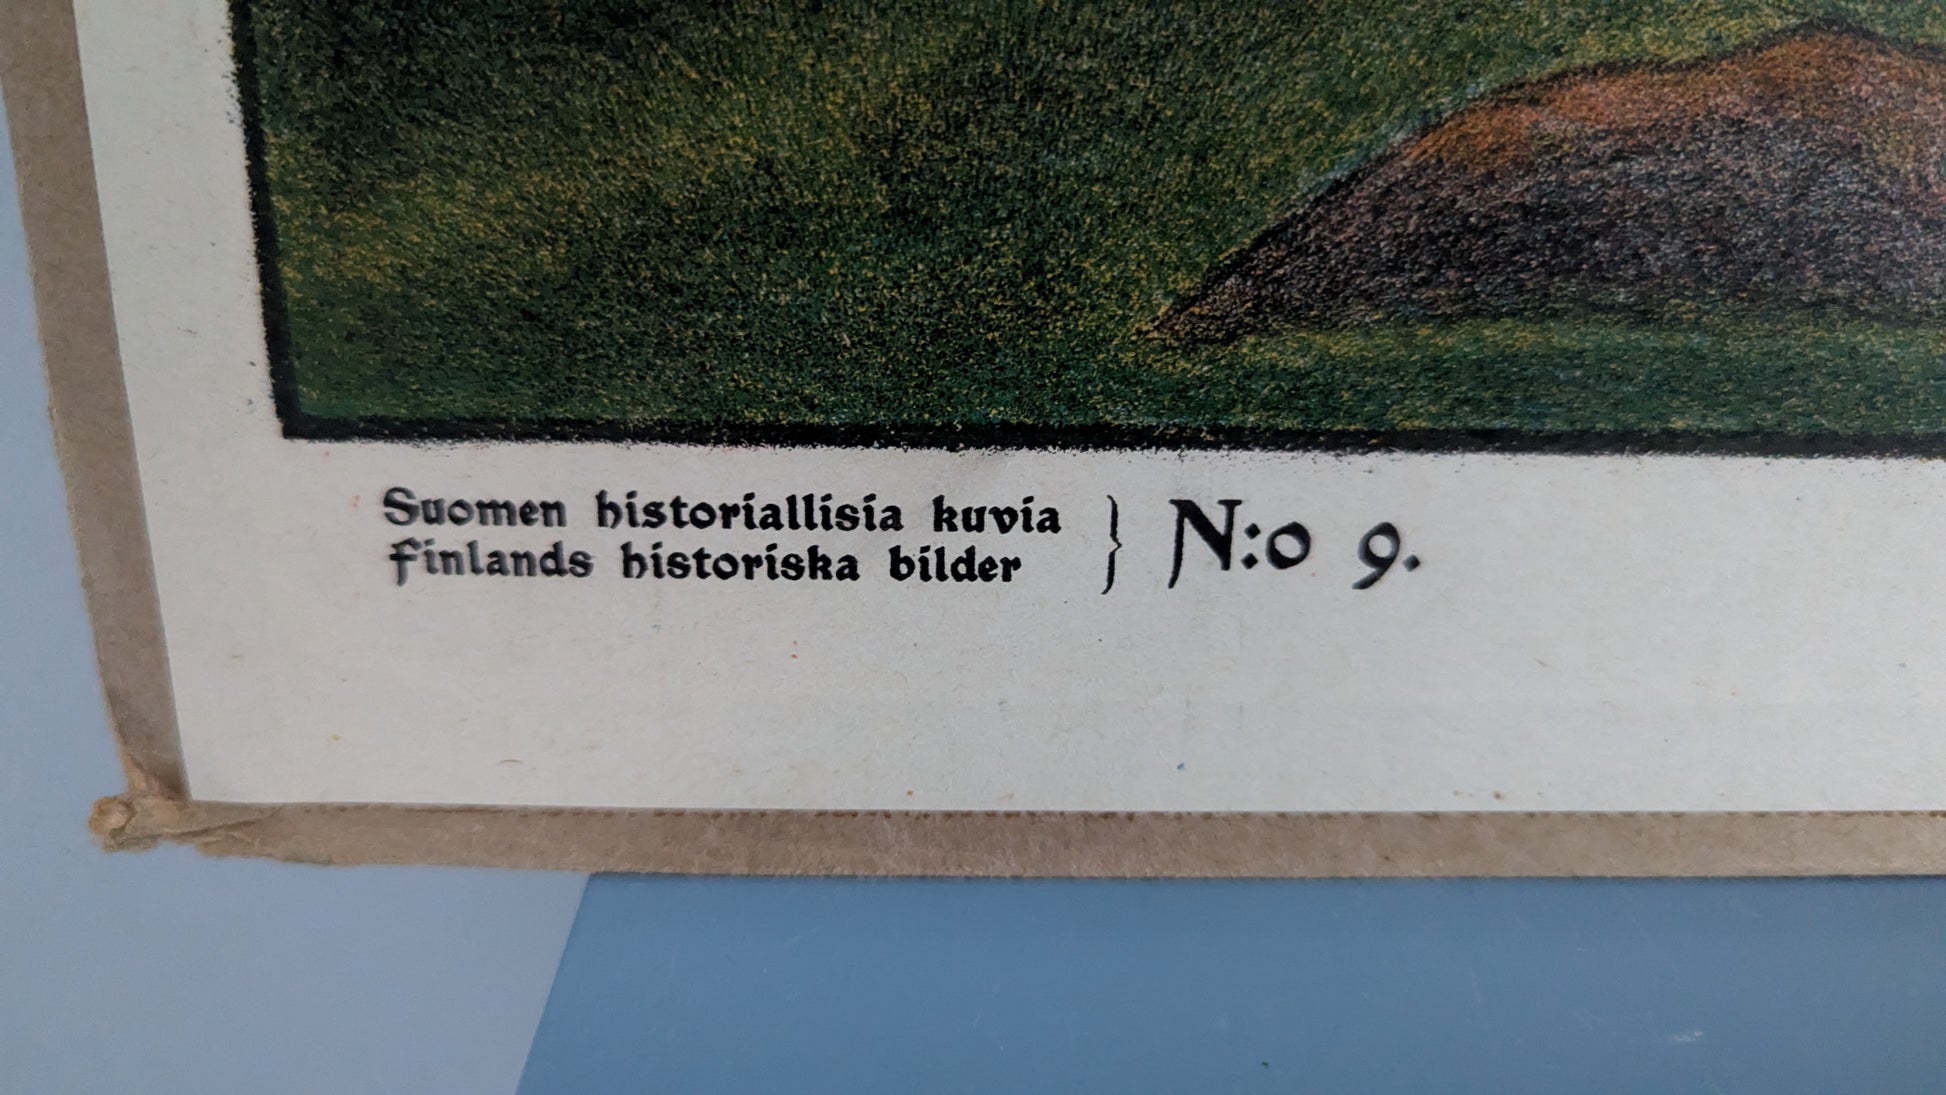 Suomen historiallisia kuvia
Finlands historiska bilder } N:o 9.